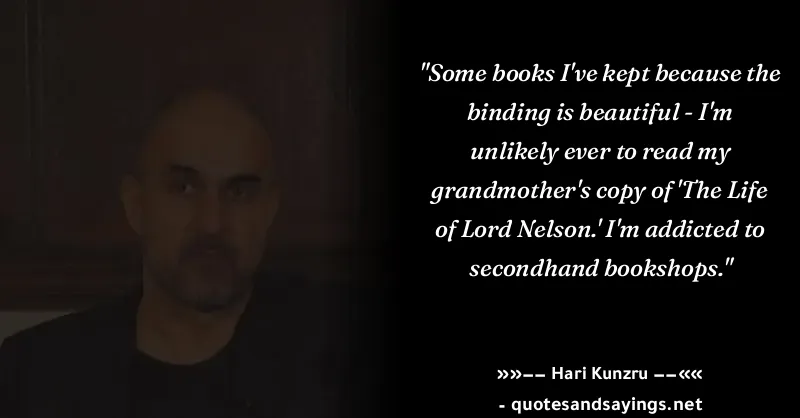 "Some books I've kept because the
binding is beautiful - I'm
unlikely ever to read my
grandmother's copy of 'The Life
of Lord Nelson.' I'm addicted to
secondhand bookshops."
»»–– Hari Kunzru ––««
- quotesandsayings.net